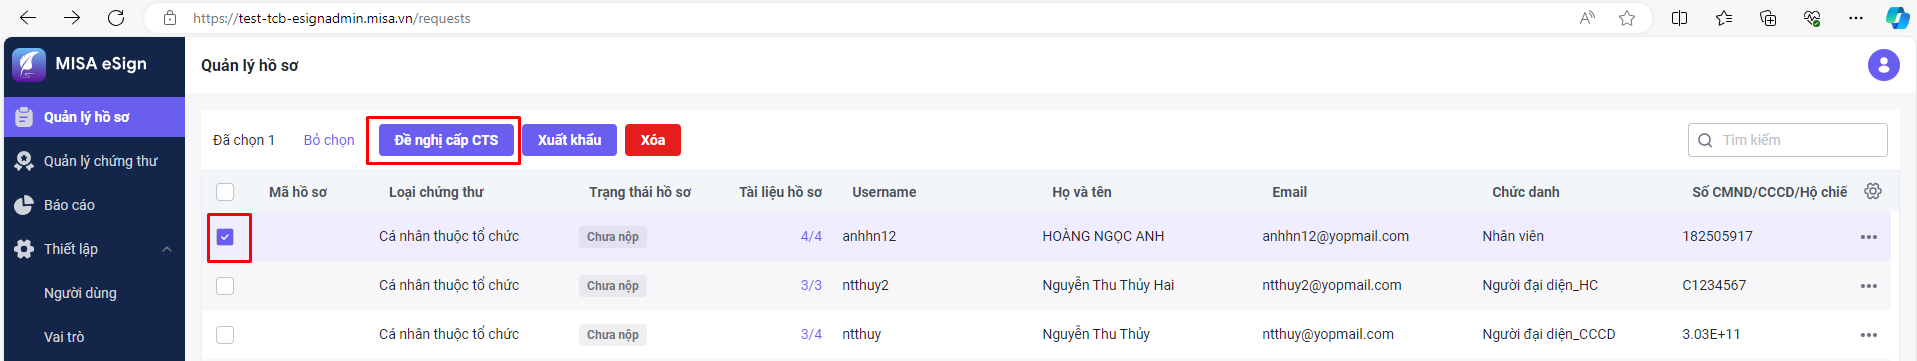 https://test-tcb-esignadmin.misa.vn/requests
MISA eSign
Quản lý hồ sơ
Quản lý hồ sơ
Quản lý chứng thư
Báo cáo
Thiết lập
Người dùng
Vai trò
Đã chọn 1 Bỏ chọn Đề nghị cấp CTS Xuất khẩu Xóa Tìm kiếm
Mã hồ sơ Loại chứng thư Trạng thái hồ sơ Tài liệu hồ sơ Username Họ và tên Email Chức danh Số CMND/CCCD/Hộ chiế
Cá nhân thuộc tổ chức Chưa nộp 4/4 anhhn12 HOÀNG NGỌC ANH anhhn12@yopmail.com Nhân viên 182505917
Cá nhân thuộc tổ chức Chưa nộp 3/3 ntthuy2 Nguyễn Thu Thủy Hai ntthuy2@yopmail.com Người đại diện_HC C1234567
Cá nhân thuộc tổ chức Chưa nộp 3/4 ntthuy Nguyễn Thu Thủy ntthuy@yopmail.com Người đại diện_CCCD 3.03E+11